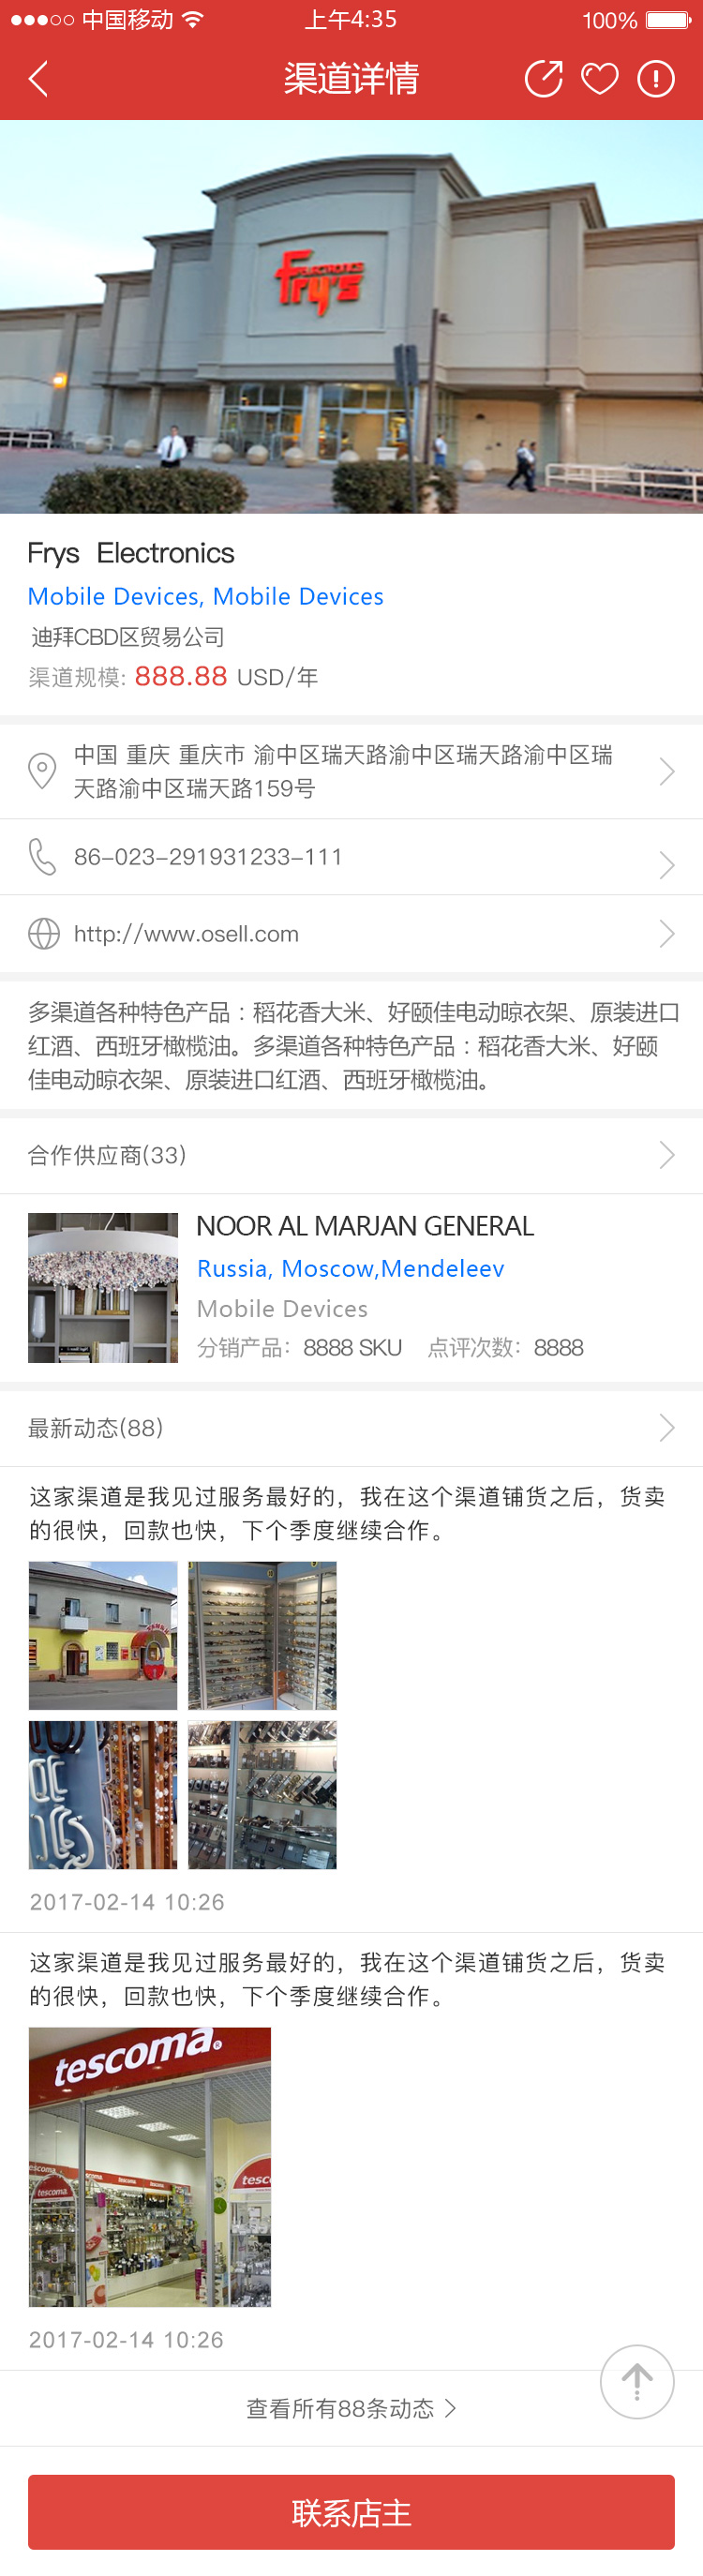 中国移动
上午4:35
100%
渠道详情
ELECTRONICS
Fry's
Frys Electronics
Mobile Devices, Mobile Devices
迪拜CBD区贸易公司
渠道规模: 888.88 USD/年
中国 重庆 重庆市 渝中区瑞天路渝中区瑞天路渝中区瑞
天路渝中区瑞天路159号
86-023-291931233-111
http://www.osell.com
多渠道各种特色产品：稻花香大米、好颐佳电动晾衣架、原装进口
红酒、西班牙橄榄油。多渠道各种特色产品：稻花香大米、好颐
佳电动晾衣架、原装进口红酒、西班牙橄榄油。
合作供应商(33)
NOOR AL MARJAN GENERAL
Russia, Moscow,Mendeleev
Mobile Devices
分销产品: 8888 SKU 点评次数: 8888
最新动态(88)
这家渠道是我见过服务最好的，我在这个渠道铺货之后，货卖
的很快，回款也快，下个季度继续合作。
2017-02-14 10:26
这家渠道是我见过服务最好的，我在这个渠道铺货之后，货卖
的很快，回款也快，下个季度继续合作。
tescoma.®
tescoma.
tescoma.
tescoma.
tesco
2017-02-14 10:26
查看所有88条动态
联系店主